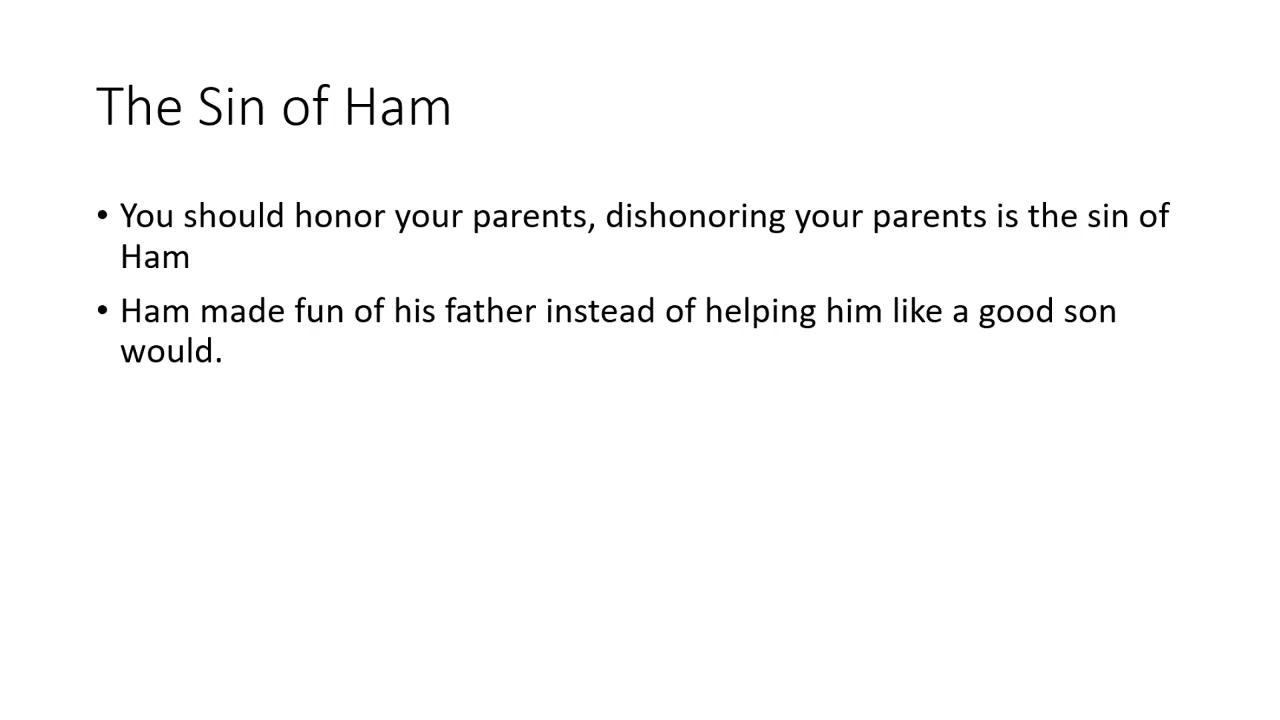 The Sin of Ham
• You should honor your parents, dishonoring your parents is the sin of
Ham
• Ham made fun of his father instead of helping him like a good son
would.